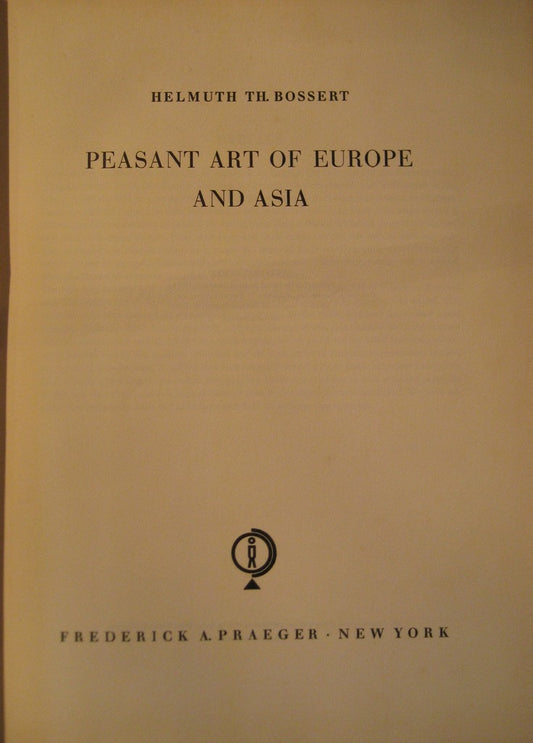 HELMUTH TH. BOSSERT
PEASANT ART OF EUROPE
AND ASIA
FREDERICK A. PRAEGER · NEW YORK